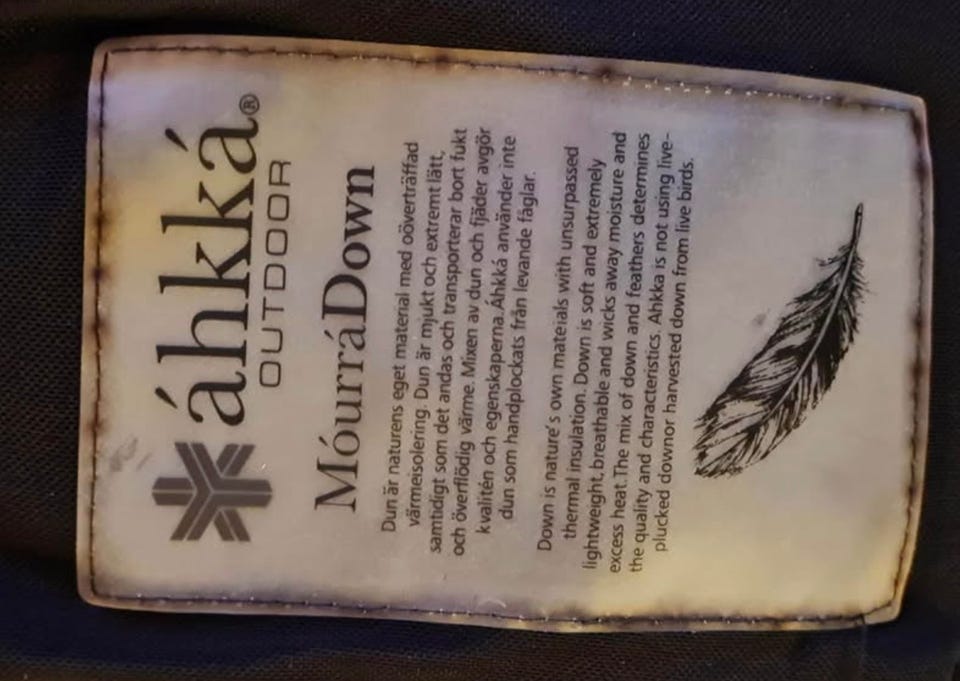 áhkká®
OUTDOOR
MóurráDown
Dun är naturens eget material med oöverträffad
värmeisolering. Dun är mjukt och extremt lätt,
samtidigt som det andas och transporterar bort fukt
och överflödig värme. Mixen av dun och fjäder avgör
kvalitén och egenskaperna. Áhkká använder inte
dun som handplockats från levande fåglar.
Down is nature's own mateials with unsurpassed
thermal insulation. Down is soft and extremely
lightweight, breathable and wicks away moisture and
excess heat. The mix of down and feathers determines
the quality and characteristics. Ahkka is not using live-
plucked downor harvested down from live birds.